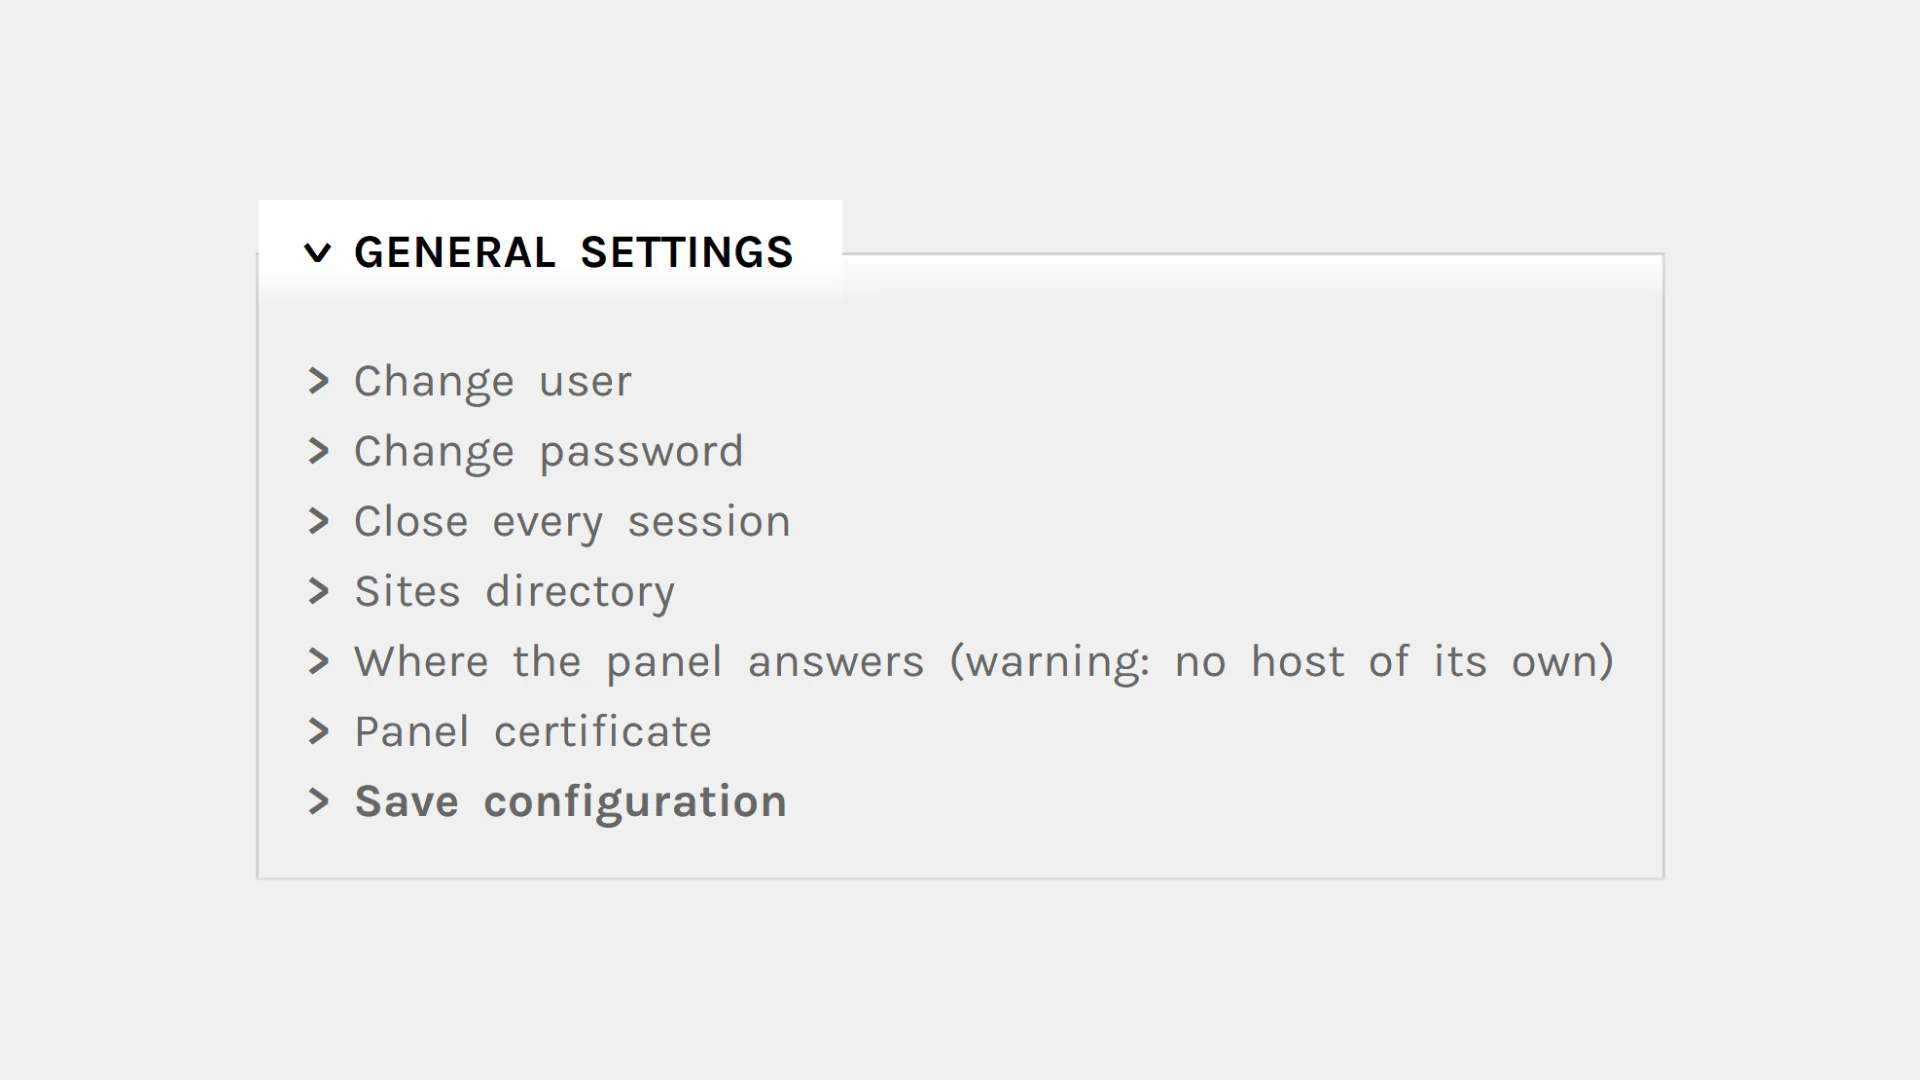 GENERAL SETTINGS
> Change user
> Change password
> Close every session
> Sites directory
> Where the panel answers (warning: no host of its own)
> Panel certificate
> Save configuration